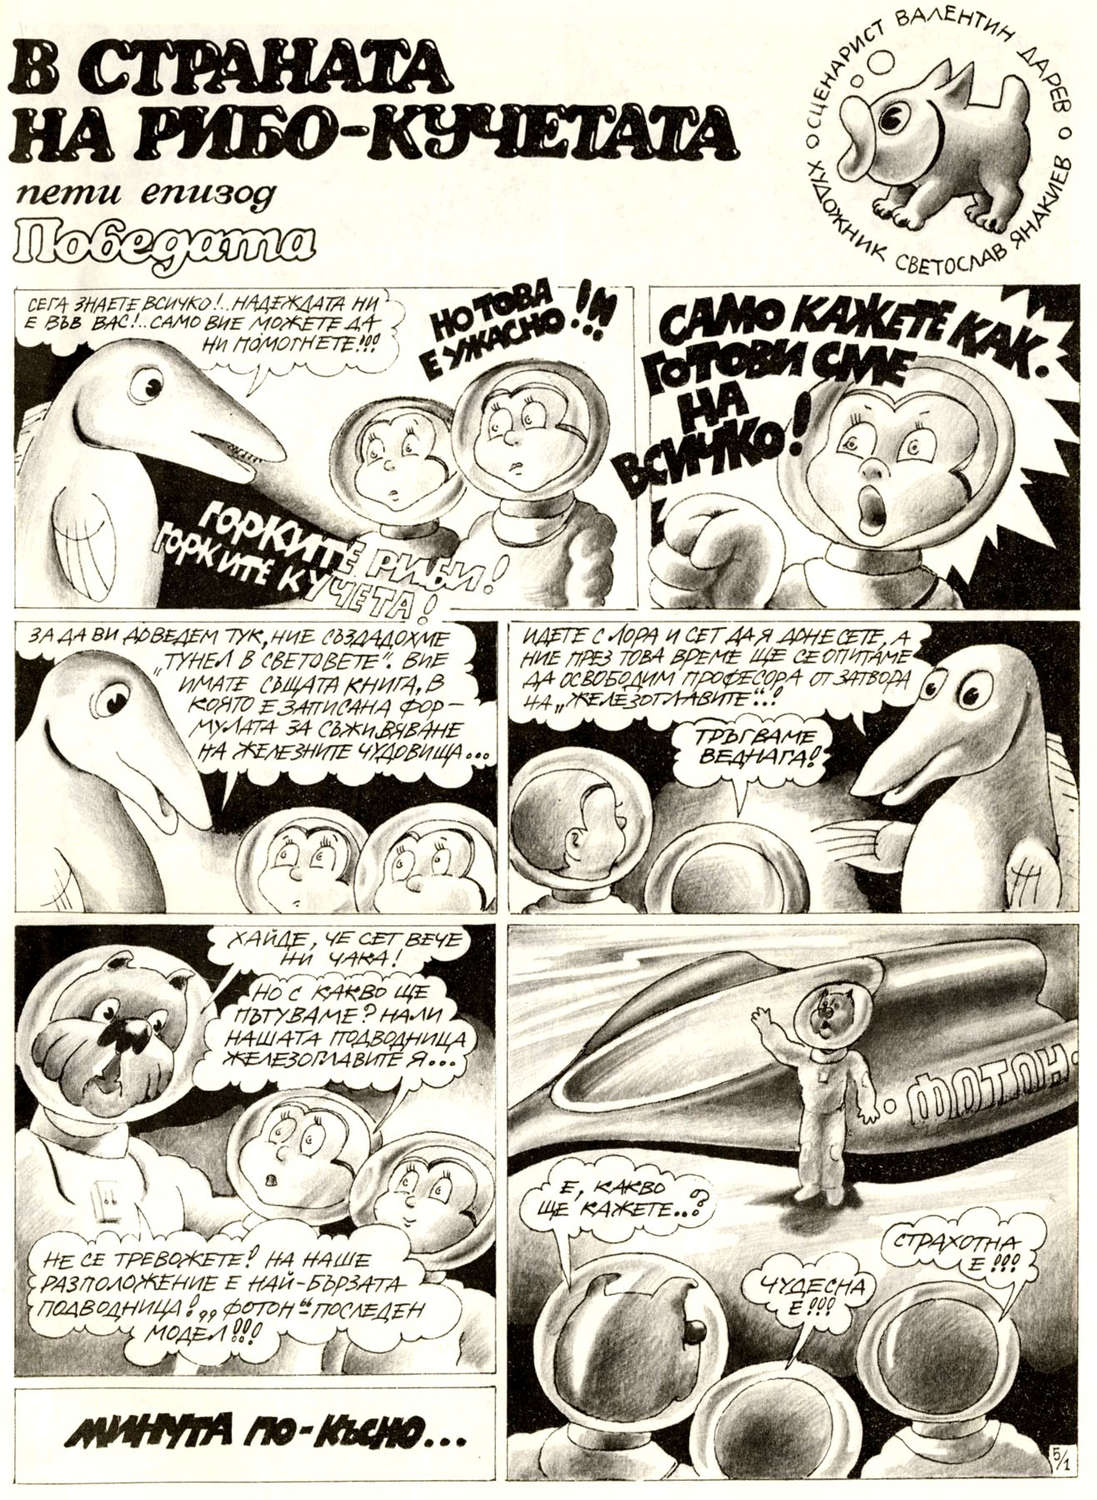 В СТРАНАТА
НА РИБО-КУЧЕТАТА
пети епизод
Победата
СЦЕНАРИСТ ВАЛЕНТИН ДАРЕВ
ХУДОЖНИК СВЕТОСЛАВ ЯНАКИЕВ
СЕГА ЗНАЕТЕ ВСИЧКО!.. НАДЕЖДАТА НИ
Е ВЪВ ВАС!.. САМО ВИЕ МОЖЕТЕ ДА
НИ ПОМОГНЕТЕ!!!
НО ТОВА
Е УЖАСНО!!!
ГОРКИТЕ РИБИ!
ГОРКИТЕ КУЧЕТА!
САМО КАЖЕТЕ КАК.
ГОТОВИ СМЕ
НА
ВСИЧКО!
ЗА ДА ВИ ДОВЕДЕМ ТУК, НИЕ СЪЗДАДОХМЕ
„ТУНЕЛ В СВЕТОВЕТЕ“. ВИЕ
ИМАТЕ СЪЩАТА КНИГА, В
КОЯТО Е ЗАПИСАНА ФОР-
МУЛАТА ЗА СЪЖИВЯВАНЕ
НА ЖЕЛЕЗНИТЕ ЧУДОВИЩА...
ИДЕТЕ С ЛОРА И СЕТ ДА Я ДОНЕСЕТЕ, А
НИЕ ПРЕЗ ТОВА ВРЕМЕ ЩЕ СЕ ОПИТАМЕ
ДА ОСВОБОДИМ ПРОФЕСОРА ОТ ЗАТВОРА
НА „ЖЕЛЕЗОГЛАВИТЕ“!
ТРЪГВАМЕ
ВЕДНАГА!
ХАЙДЕ, ЧЕ СЕТ ВЕЧЕ
НИ ЧАКА!
НО С КАКВО ЩЕ
ПЪТУВАМЕ? НАЛИ
НАШАТА ПОДВОДНИЦА
ЖЕЛЕЗОГЛАВИТЕ Я...
НЕ СЕ ТРЕВОЖЕТЕ! НА НАШЕ
РАЗПОЛОЖЕНИЕ Е НАЙ-БЪРЗАТА
ПОДВОДНИЦА! „ФОТОН“-ПОСЛЕДЕН
МОДЕЛ!!!
ФОТОН-
Е, КАКВО
ЩЕ КАЖЕТЕ..?
ЧУДЕСНА
Е!!!
СТРАХОТНА
Е!!!
МИНУТА ПО-КЪСНО...
5/1